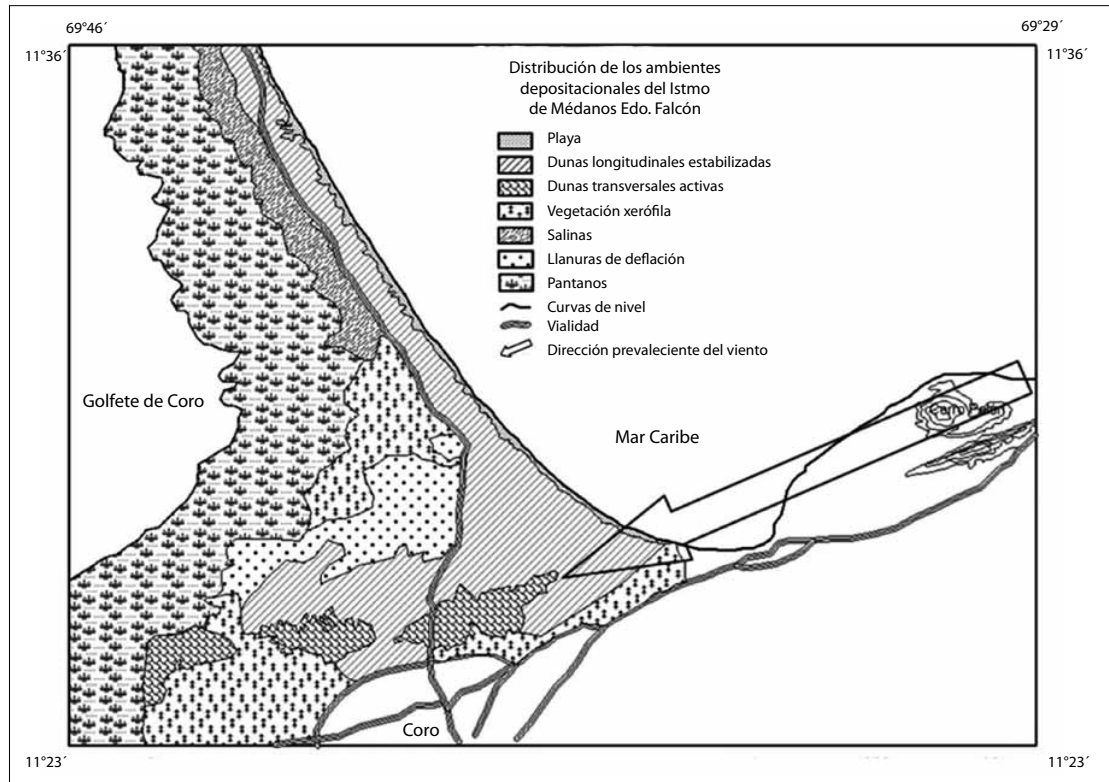 69°46´
69°29´
11°36´
11°36´
Distribución de los ambientes
depositacionales del Istmo
de Médanos Edo. Falcón
Playa
Dunas longitudinales estabilizadas
Dunas transversales activas
Vegetación xerófila
Salinas
Llanuras de deflación
Pantanos
Curvas de nivel
Vialidad
Dirección prevaleciente del viento
Golfete de Coro
Mar Caribe
Cerro
Coro
11°23´
11°23´